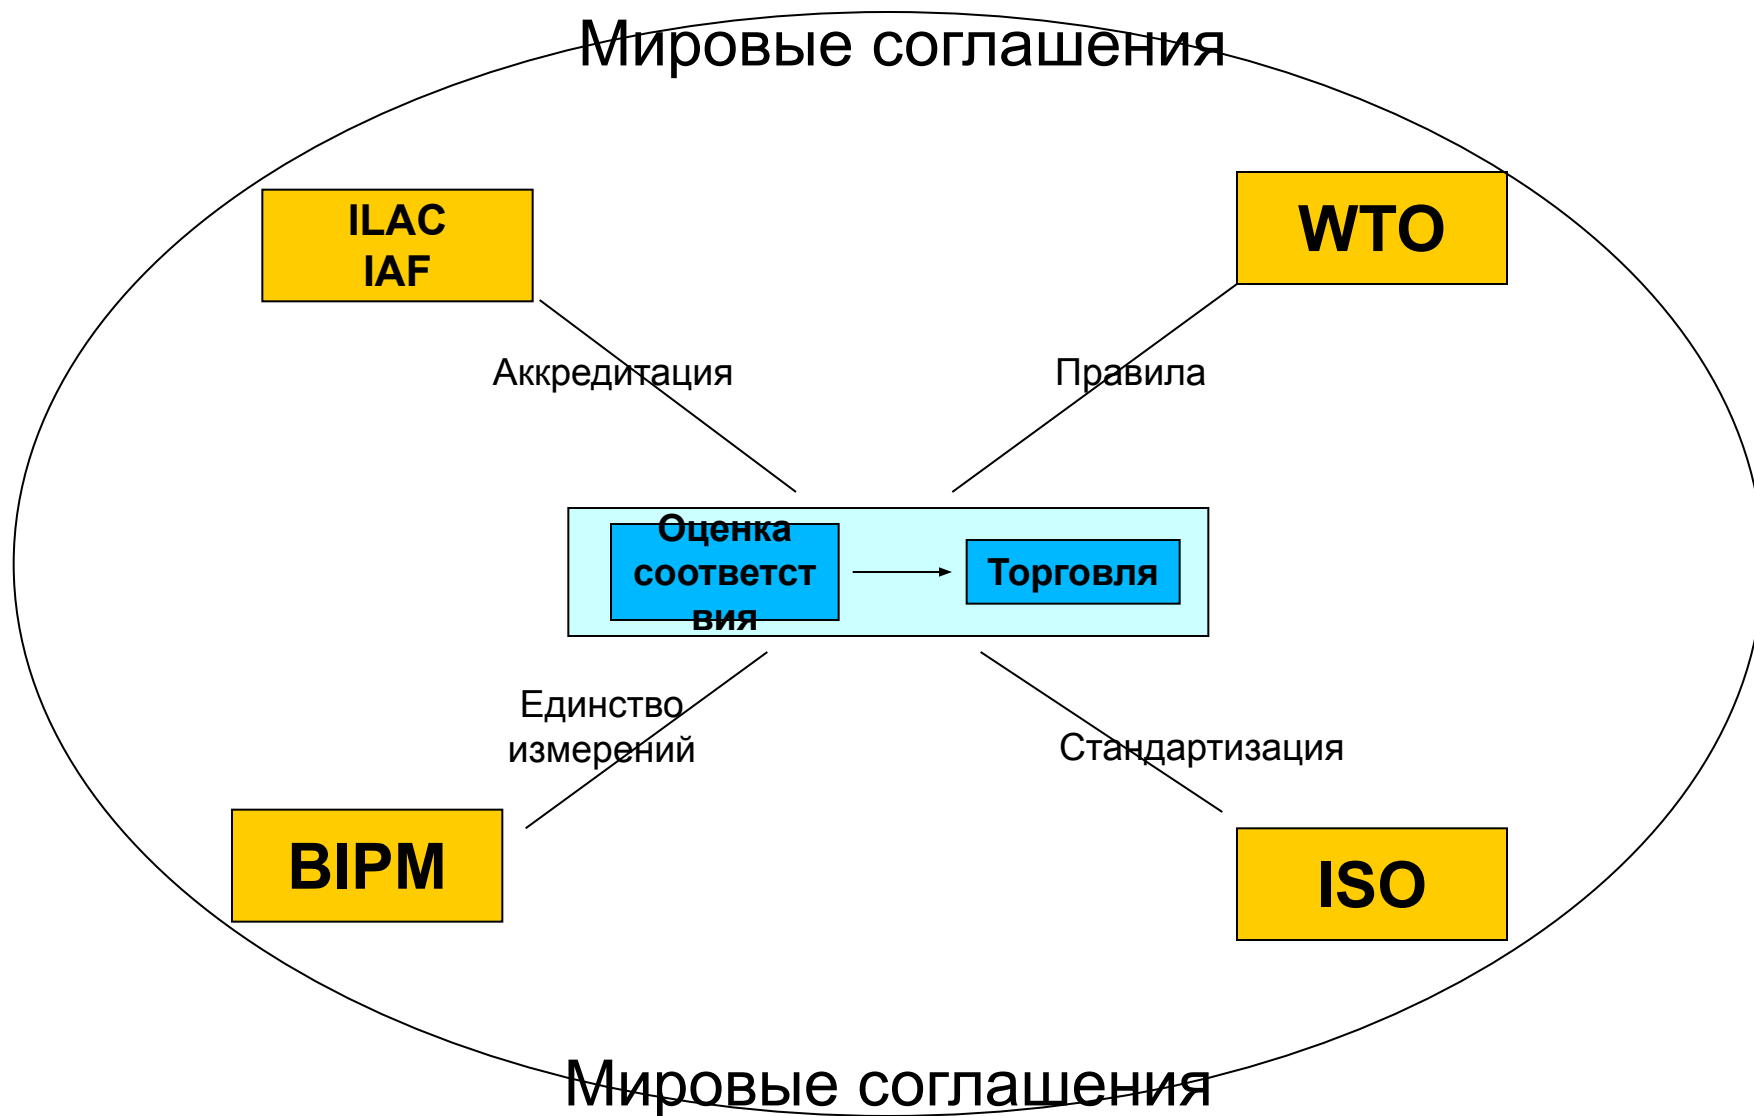 Мировые соглашения
ILAC
IAF
WTO
Аккредитация
Правила
Оценка
соответст
вия
Торговля
Единство
измерений
Стандартизация
BIPM
ISO
Мировые соглашения